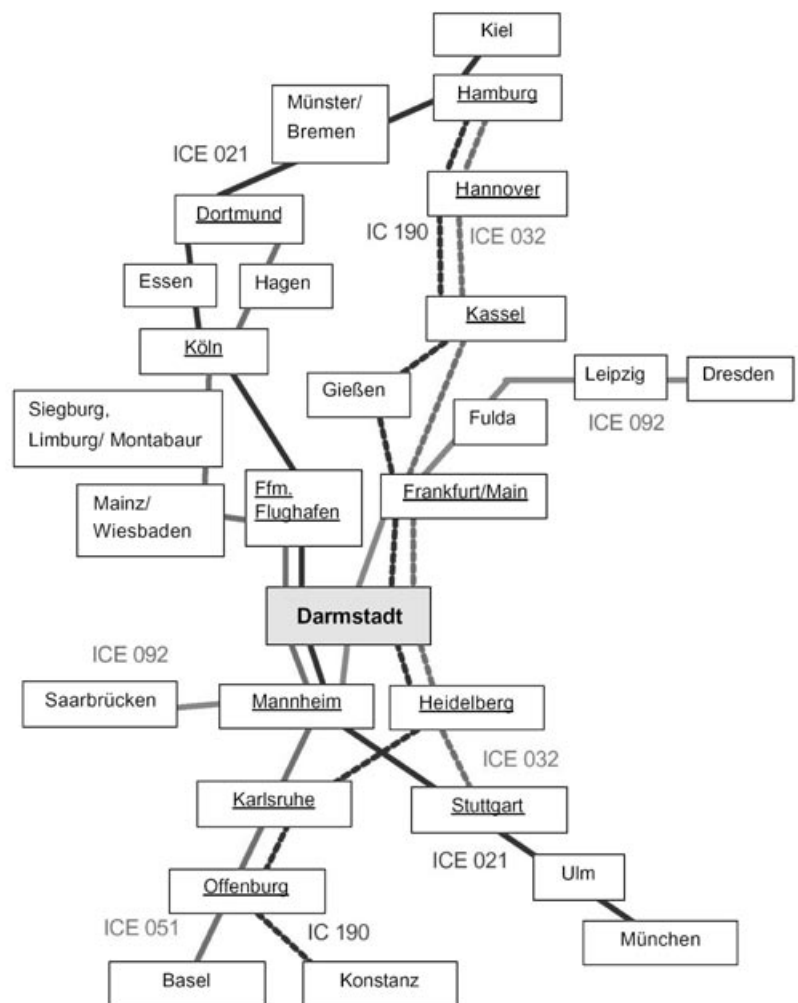 Kiel
Hamburg
Münster/
Bremen
ICE 021
Hannover
Dortmund
IC 190
ICE 032
Essen
Hagen
Kassel
Köln
Leipzig
Dresden
Gießen
Siegburg,
Limburg/ Montabaur
Fulda
ICE 092
Ffm.
Flughafen
Frankfurt/Main
Mainz/
Wiesbaden
Darmstadt
ICE 092
Saarbrücken
Mannheim
Heidelberg
ICE 032
Karlsruhe
Stuttgart
ICE 021
Ulm
Offenburg
ICE 051
IC 190
München
Basel
Konstanz